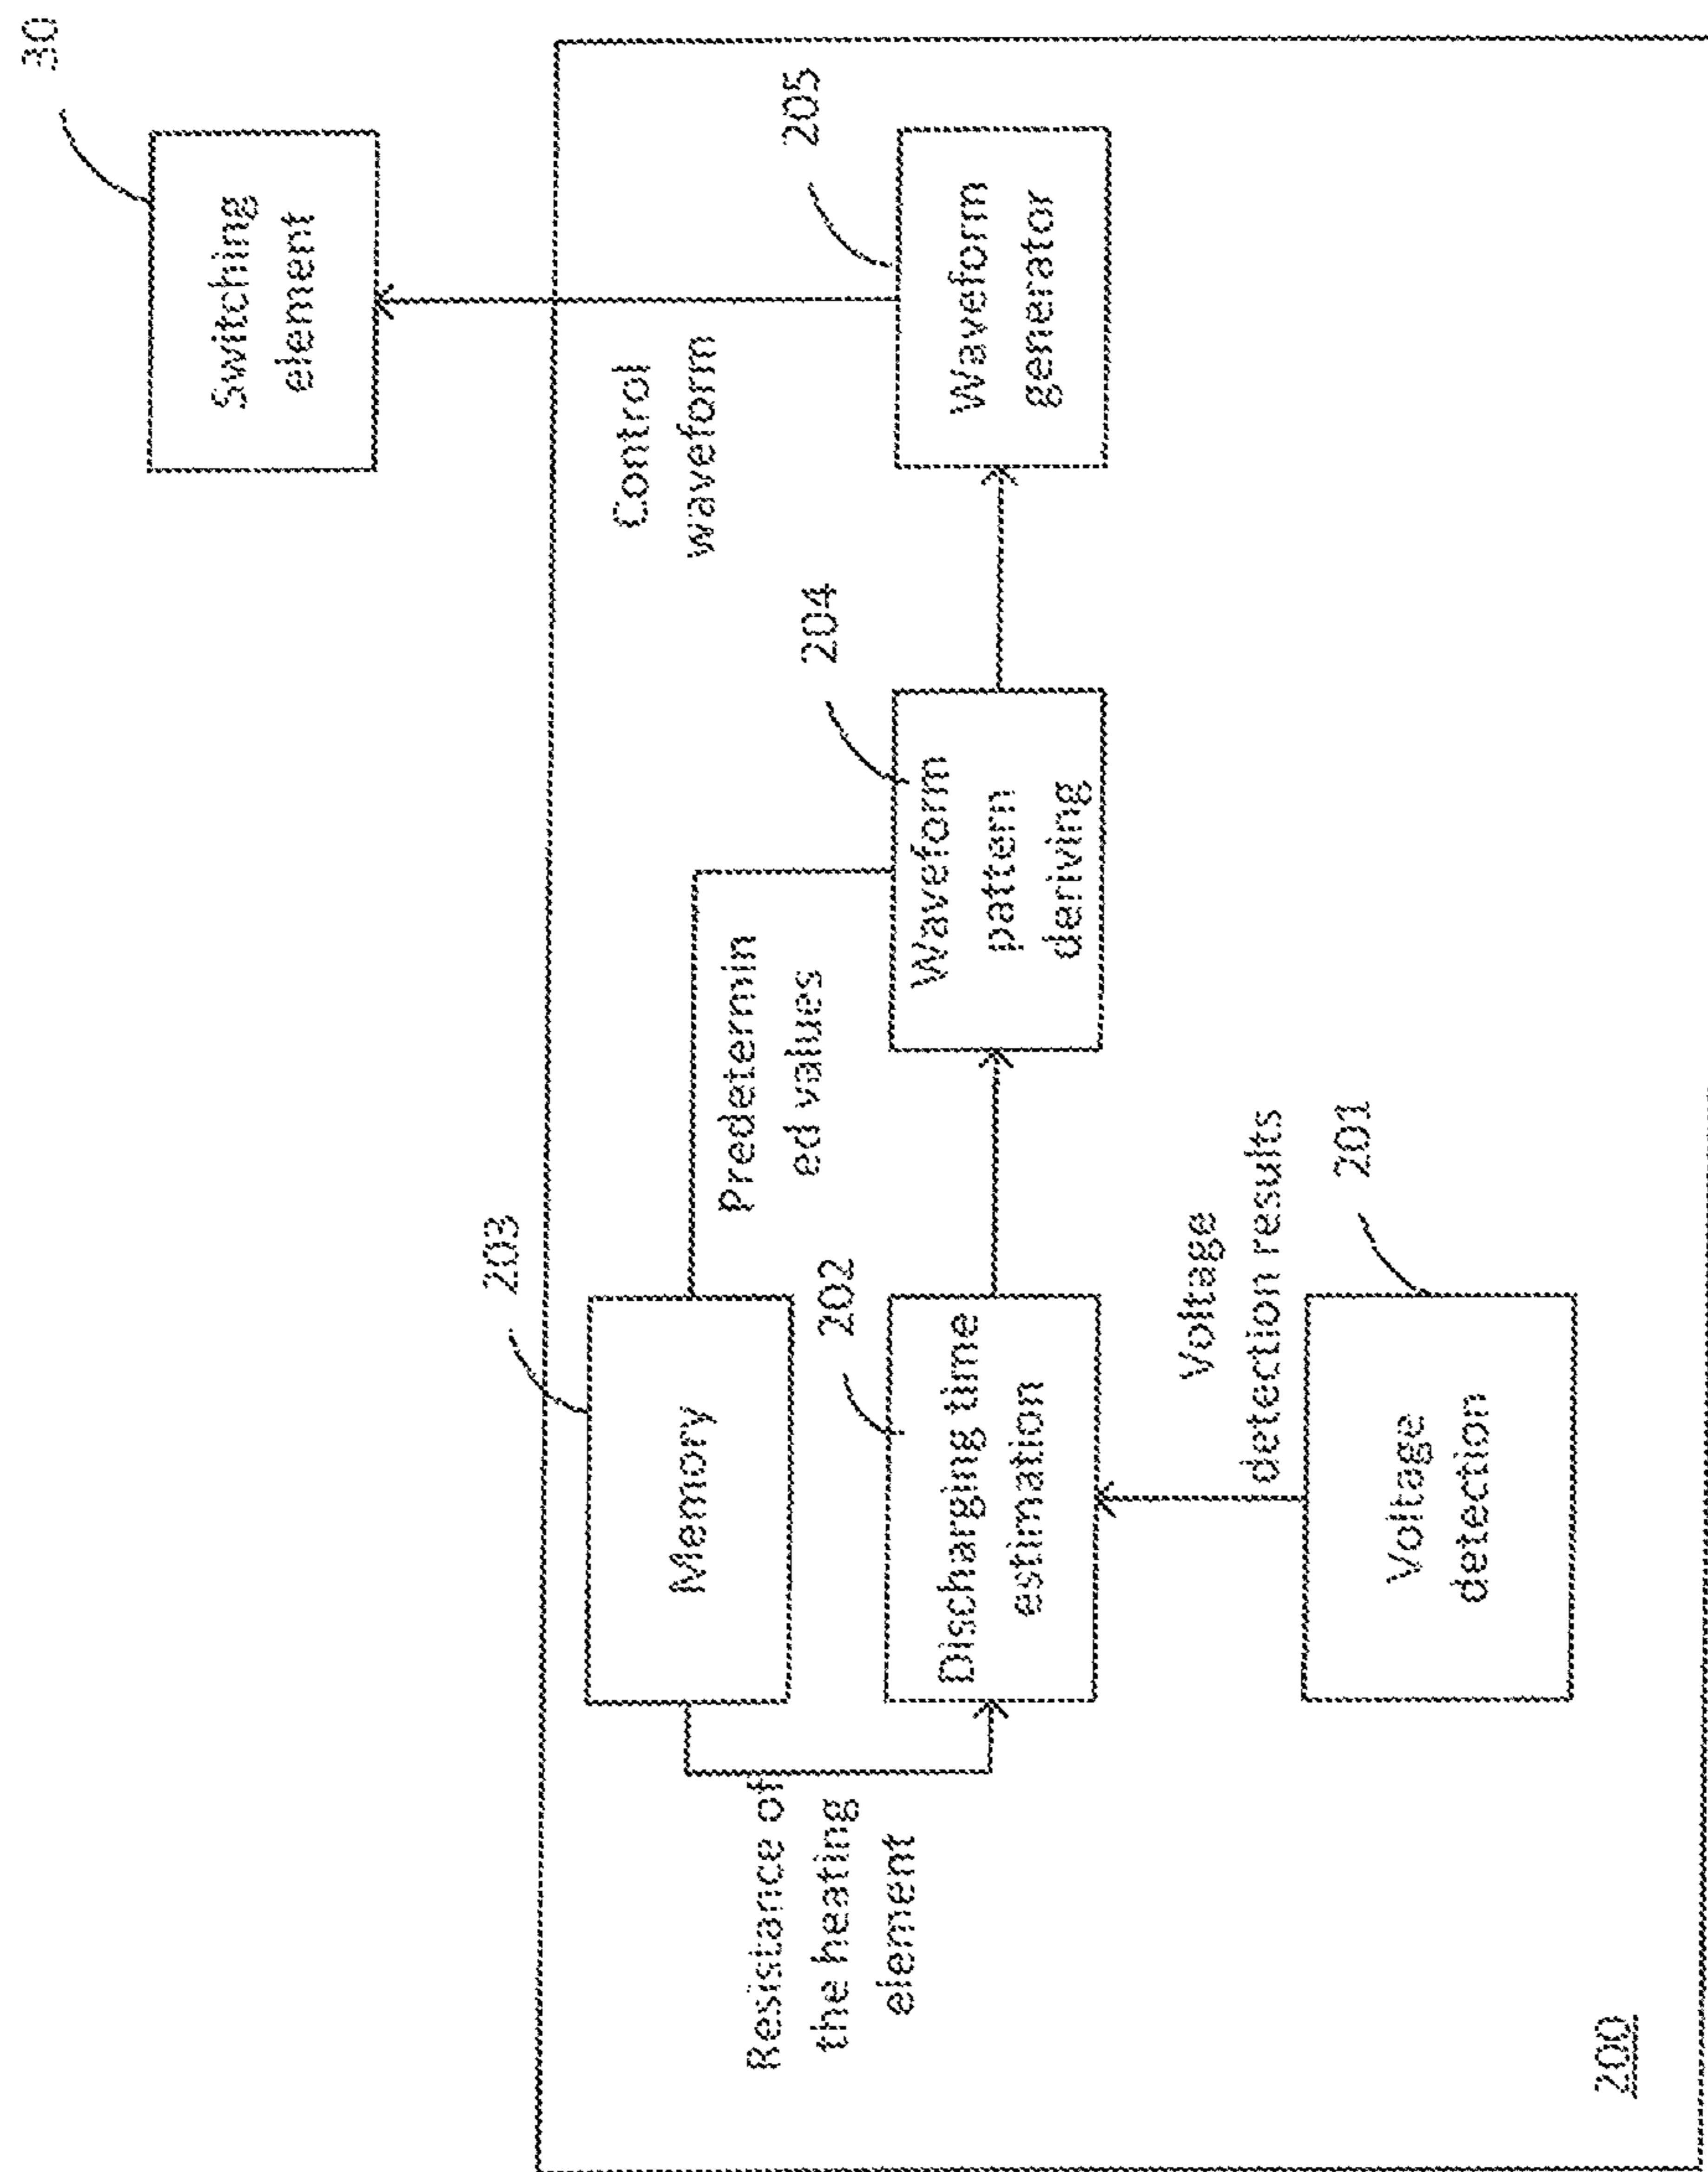 30
Switching
element
Control
waveform
205
Waveform
generator
204
Waveform
pattern
deriving
Predetermin
ed values
203
Memory
202
Discharging time
estimation
Resistance of
the heating
element
Voltage
detection results
201
Voltage
detection
200